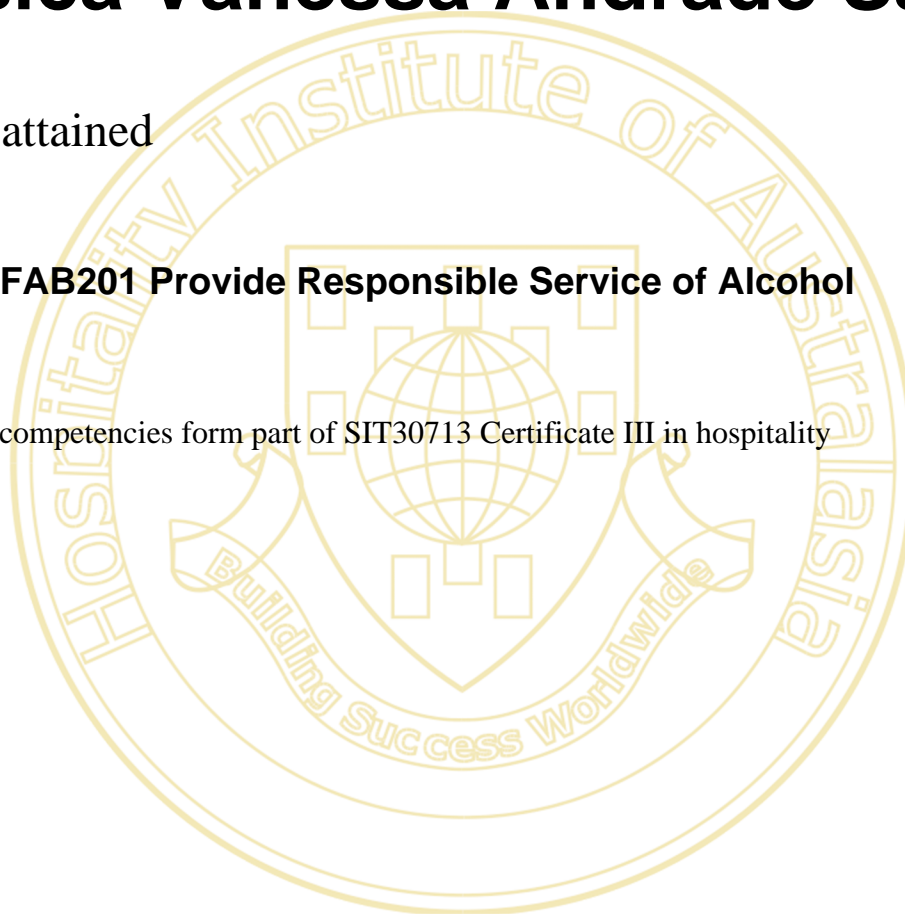 Vanessa Andrade
attained
FAB201 Provide Responsible Service of Alcohol
competencies form part of SIT30713 Certificate III in hospitality
Hospitality Institute of Australasia
Building Success Worldwide